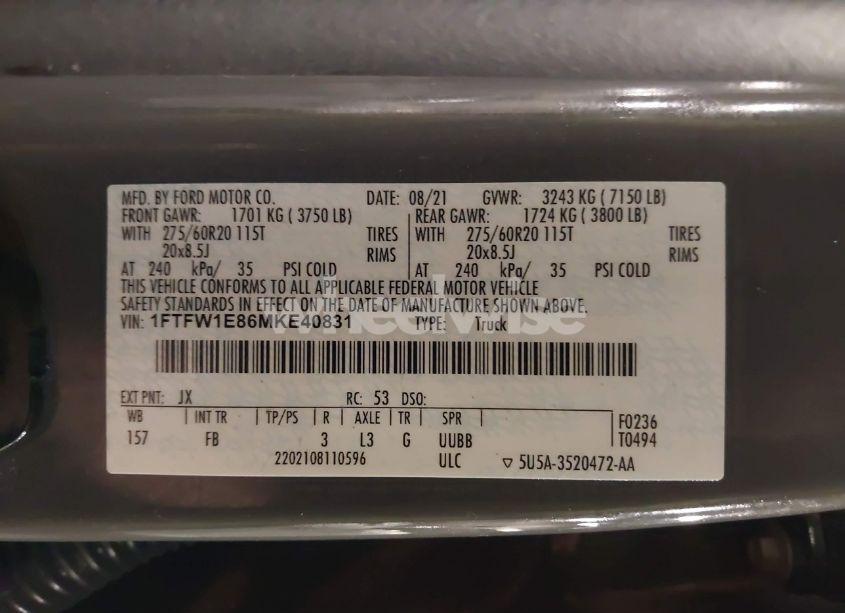 MFD. BY FORD MOTOR CO. DATE: 08/21 GVWR: 3243 KG ( 7150 LB)
FRONT GAWR: 1701 KG ( 3750 LB) REAR GAWR: 1724 KG ( 3800 LB)
WITH 275/60R20 115T TIRES WITH 275/60R20 115T TIRES
20x8.5J RIMS 20x8.5J RIMS
AT 240 kPa/ 35 PSI COLD AT 240 kPa/ 35 PSI COLD
THIS VEHICLE CONFORMS TO ALL APPLICABLE FEDERAL MOTOR VEHICLE
SAFETY STANDARDS IN EFFECT ON THE DATE OF MANUFACTURE SHOWN ABOVE.
VIN: 1FTFW1E86MKE40831 TYPE: Truck
EXT PNT: JX RC: 53 DSO:
WB INT TR TP/PS R AXLE TR SPR F0236
157 FB 3 L3 G UUBB T0494
2202108110596 ULC ▽ 5U5A-3520472-AA